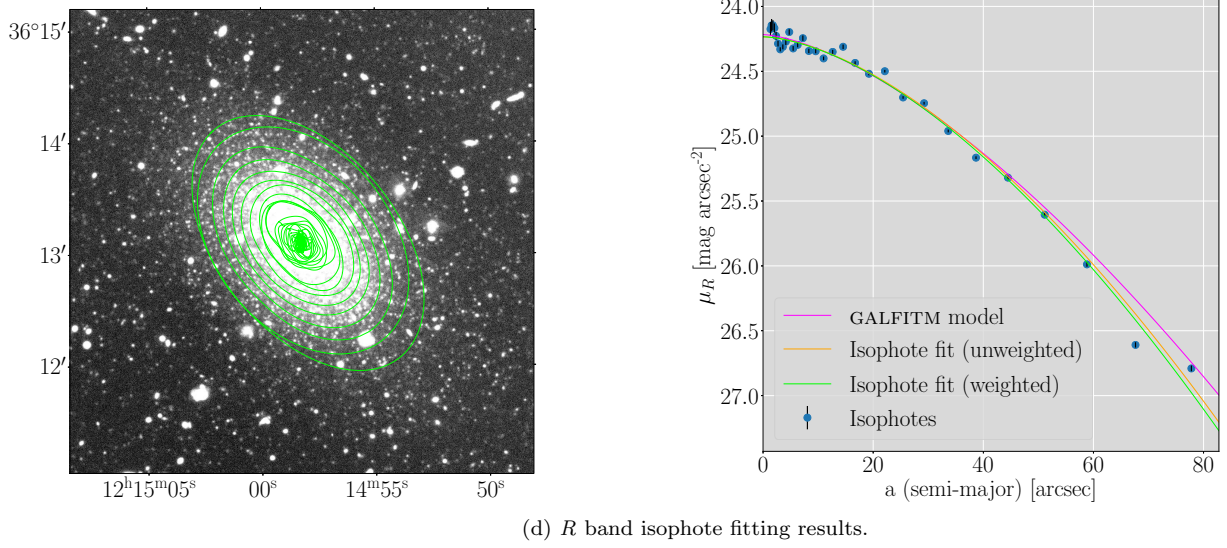 36°15′
14′
13′
12′
12ʰ15ᵐ05ˢ 00ˢ 14ᵐ55ˢ 50ˢ
24.0
24.5
25.0
25.5
26.0
26.5
27.0
μ_R [mag arcsec⁻²]
GALFITM model
Isophote fit (unweighted)
Isophote fit (weighted)
Isophotes
0 20 40 60 80
a (semi-major) [arcsec]
(d) R band isophote fitting results.